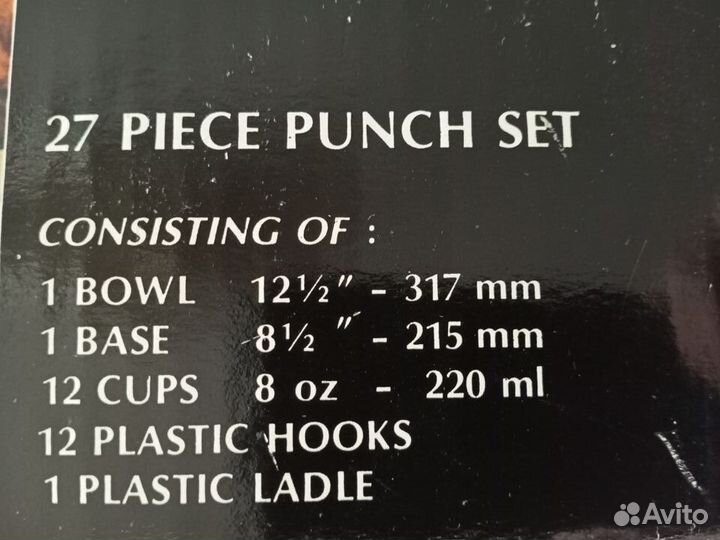 27 PIECE PUNCH SET
CONSISTING OF :
1 BOWL 12½" - 317 mm
1 BASE 8½ " - 215 mm
12 CUPS 8 oz - 220 ml
12 PLASTIC HOOKS
1 PLASTIC LADLE
Avito